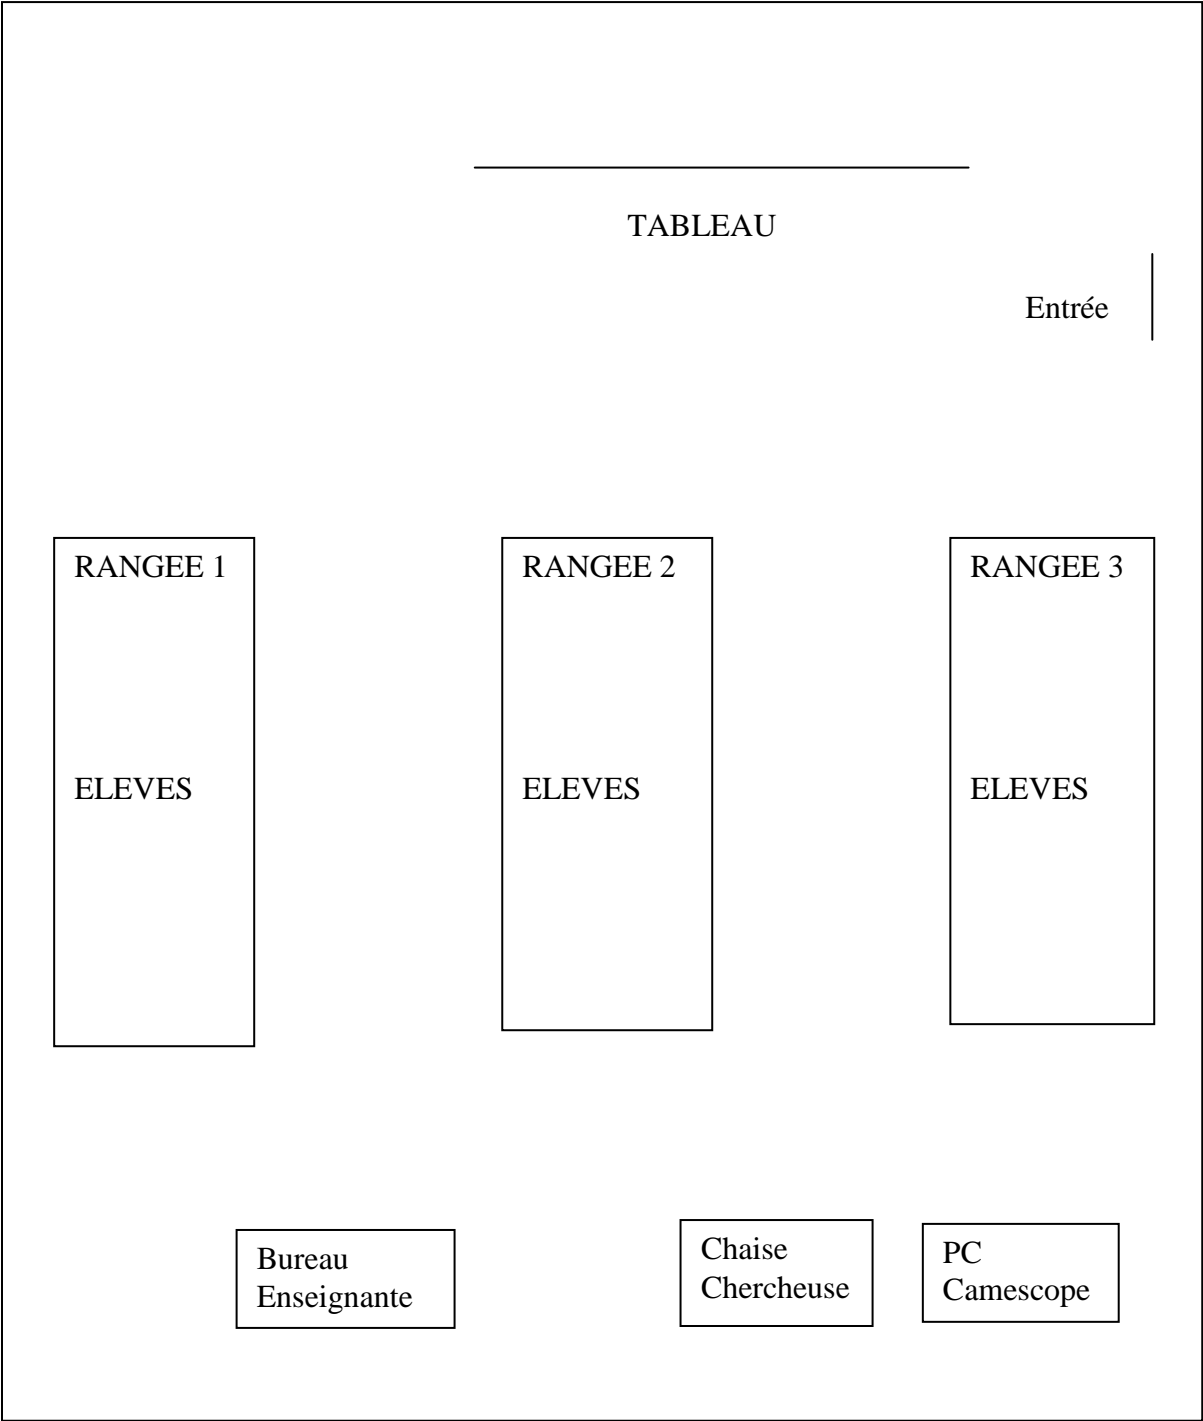 TABLEAU
Entrée
RANGEE 1
ELEVES
RANGEE 2
ELEVES
RANGEE 3
ELEVES
Bureau
Enseignante
Chaise
Chercheuse
PC
Camescope